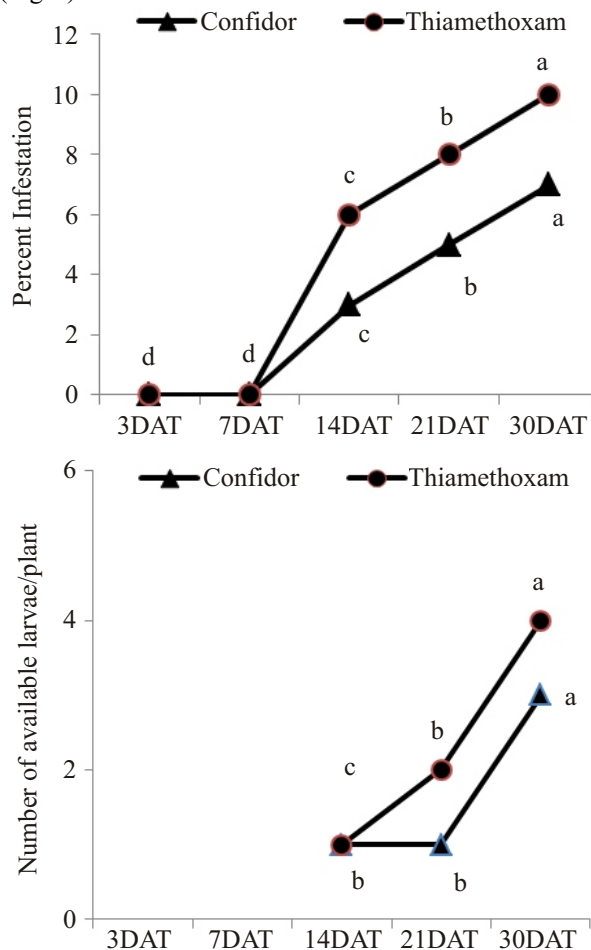 Confidor Thiamethoxam
Percent Infestation
12
10
8
6
4
2
0
a
b
c
a
b
c
d d
3DAT 7DAT 14DAT 21DAT 30DAT
Confidor Thiamethoxam
Number of available larvae/plant
6
4
2
0
a
a
b
c
b b
3DAT 7DAT 14DAT 21DAT 30DAT